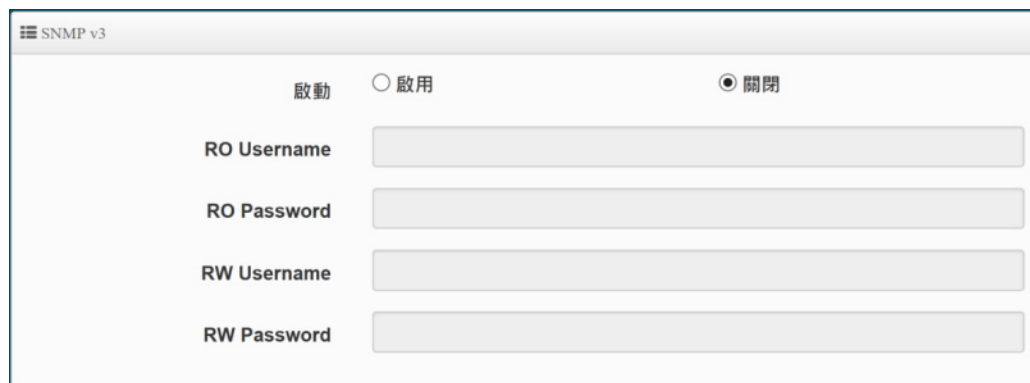 SNMP v3
啟動 啟用 關閉
RO Username
RO Password
RW Username
RW Password